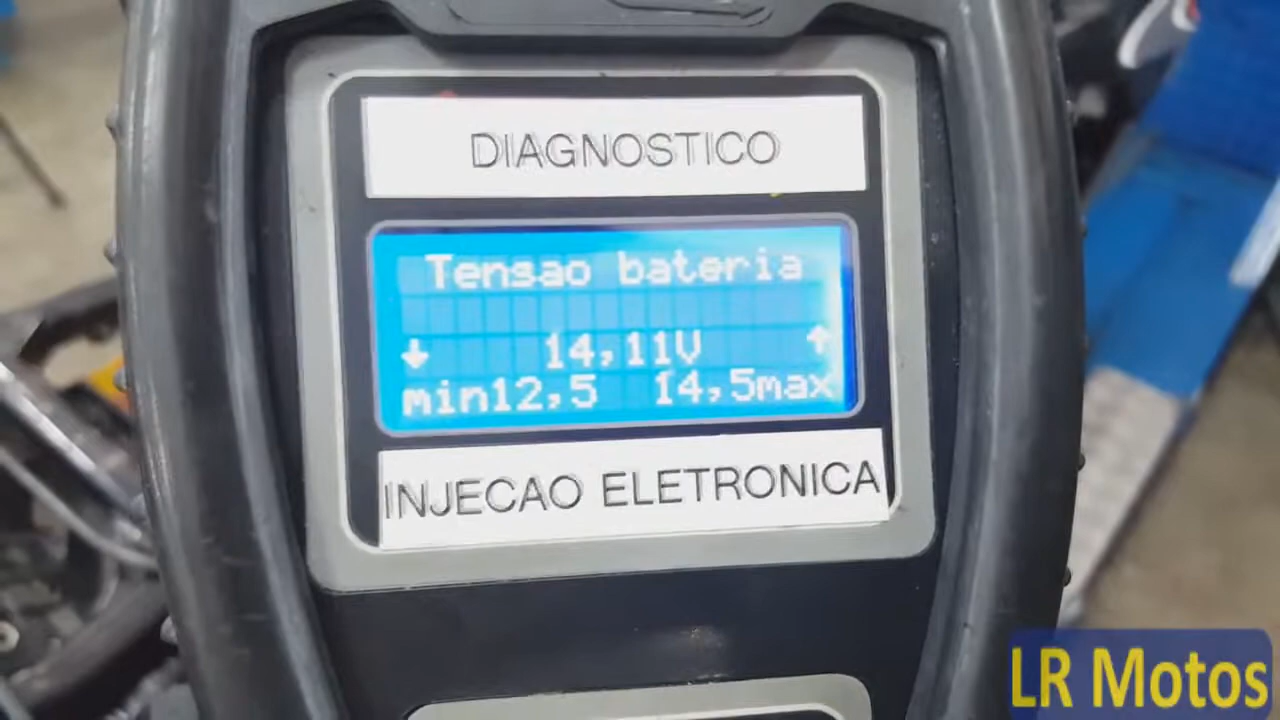 DIAGNOSTICO
Tensao bateria
↓ 14,11V ↑
min12,5 14,5max
INJECAO ELETRONICA
LR Motos